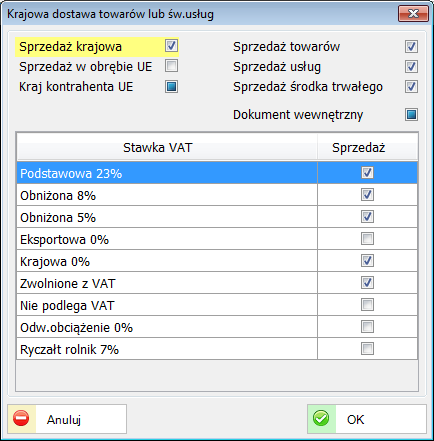 Krajowa dostawa towarów lub św.usług
Sprzedaż krajowa
Sprzedaż towarów
Sprzedaż w obrębie UE
Sprzedaż usług
Kraj kontrahenta UE
Sprzedaż środka trwałego
Dokument wewnętrzny
Stawka VAT Sprzedaż
Podstawowa 23%
Obniżona 8%
Obniżona 5%
Eksportowa 0%
Krajowa 0%
Zwolnione z VAT
Nie podlega VAT
Odw.obciążenie 0%
Ryczałt rolnik 7%
Anuluj
OK